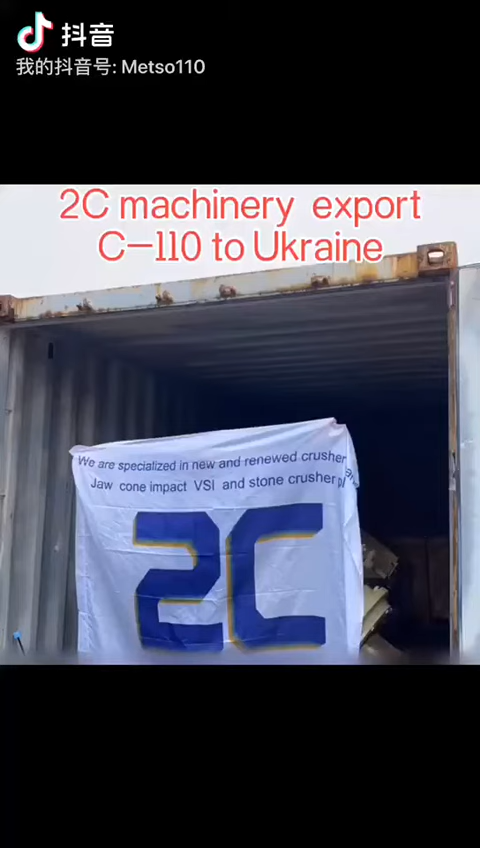 抖音
我的抖音号: Metso110
2C machinery export
C-110 to Ukraine
We are specialized in new and renewed crusher
Jaw cone impact VSI and stone crusher
2C